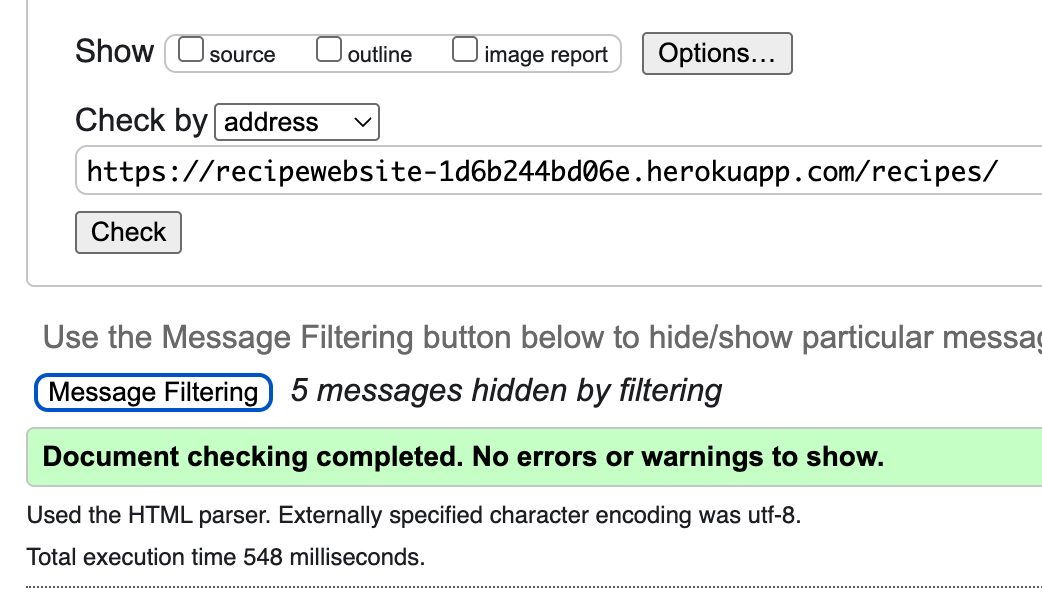 Show source outline image report Options...
Check by address
https://recipewebsite-1d6b244bd06e.herokuapp.com/recipes/
Check
Use the Message Filtering button below to hide/show particular
Message Filtering 5 messages hidden by filtering
Document checking completed. No errors or warnings to show.
Used the HTML parser. Externally specified character encoding was utf-8.
Total execution time 548 milliseconds.